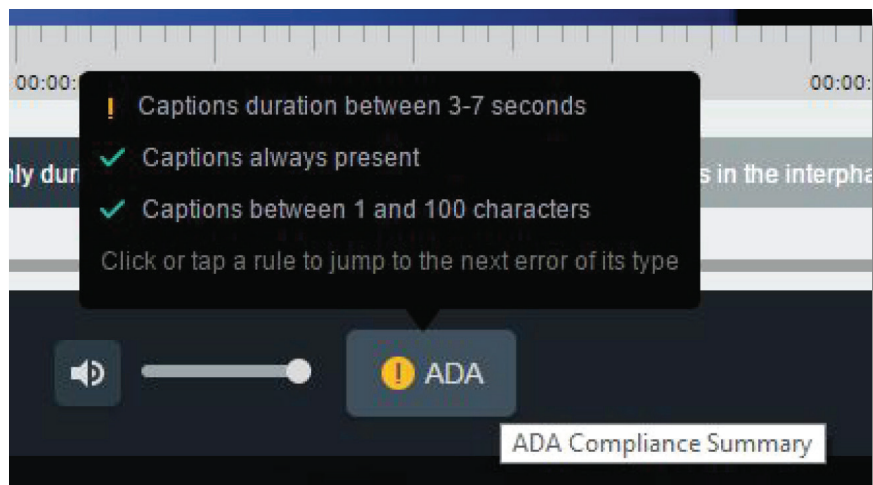 00:00:
00:00:
! Captions duration between 3-7 seconds
Captions always present
nly duri
s in the interpha
Captions between 1 and 100 characters
Click or tap a rule to jump to the next error of its type
! ADA
ADA Compliance Summary